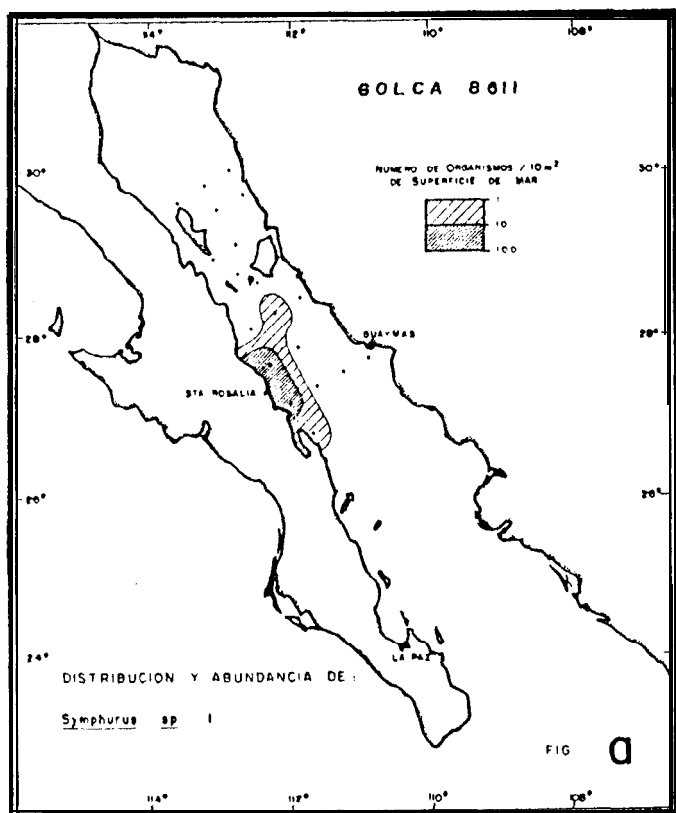 114° 112° 110° 108°
GOLCA 8611
NUMERO DE ORGANISMOS / 10 m²
DE SUPERFICIE DE MAR
1
10
100
30° 30°
28° GUAYMAS 28°
STA ROSALIA
26° 26°
24° LA PAZ
DISTRIBUCION Y ABUNDANCIA DE:
Symphurus sp 1
FIG a
114° 112° 110° 108°